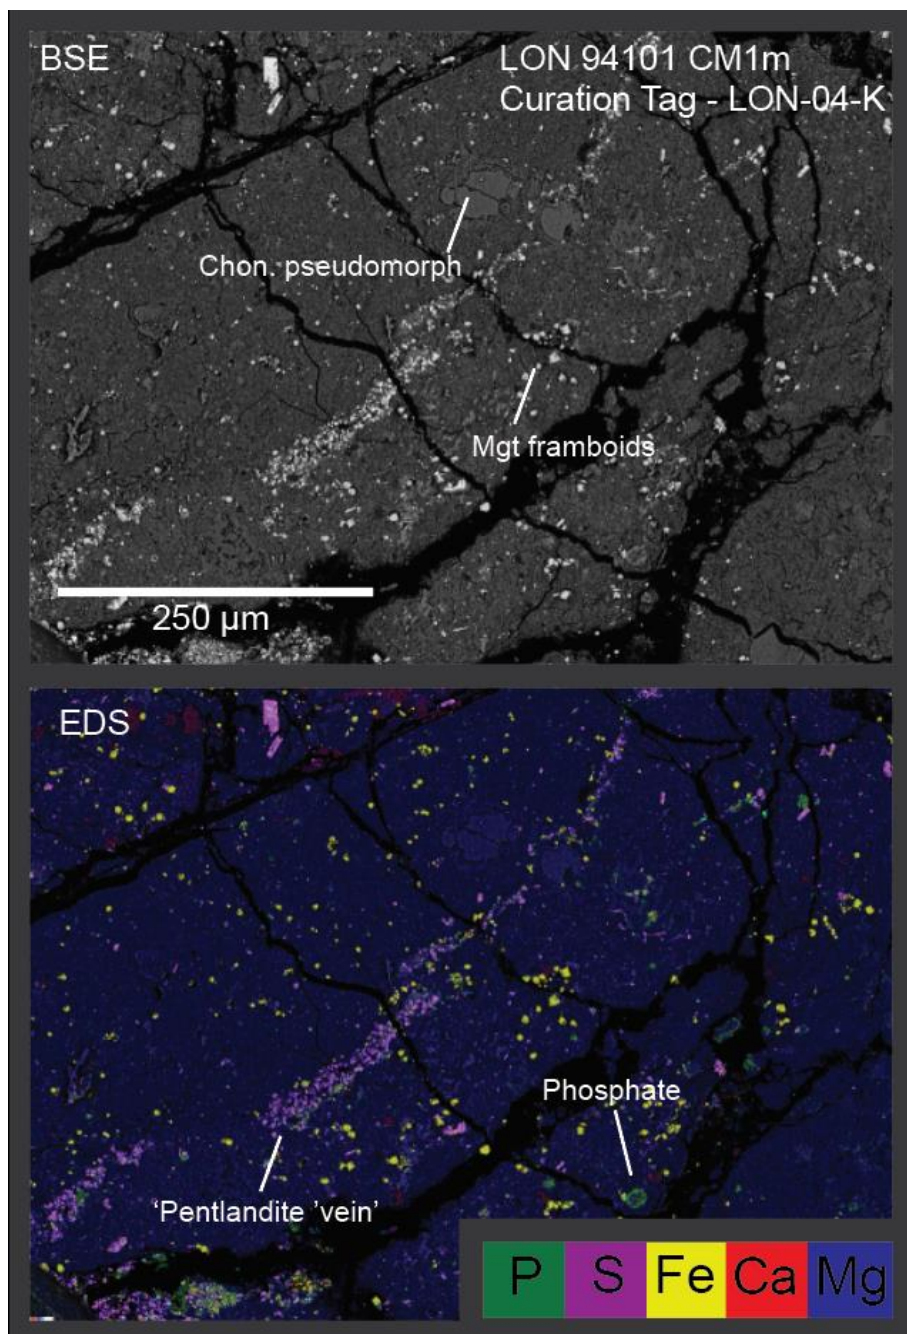 BSE
LON 94101 CM1m
Curation Tag - LON-04-K
Chon. pseudomorph
Mgt framboids
250 µm
EDS
Phosphate
‘Pentlandite ’vein’
P S Fe Ca Mg